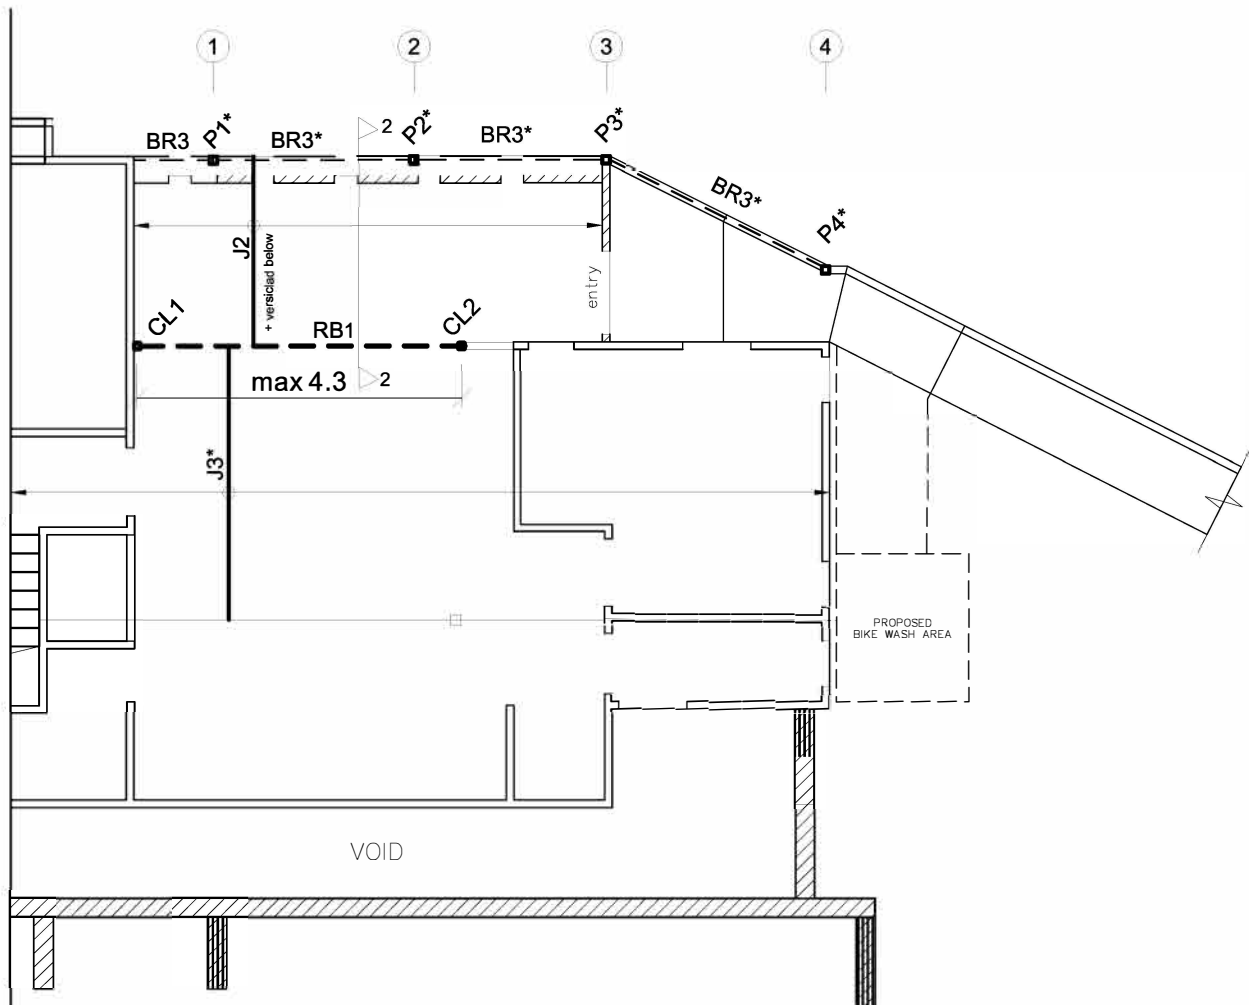 1
2
3
4
BR3
P1*
BR3*
2
P2*
BR3*
P3*
BR3*
P4*
J2
+ versiclad below
entry
CL1
RB1
CL2
max 4.3
2
J3*
PROPOSED
BIKE WASH AREA
VOID